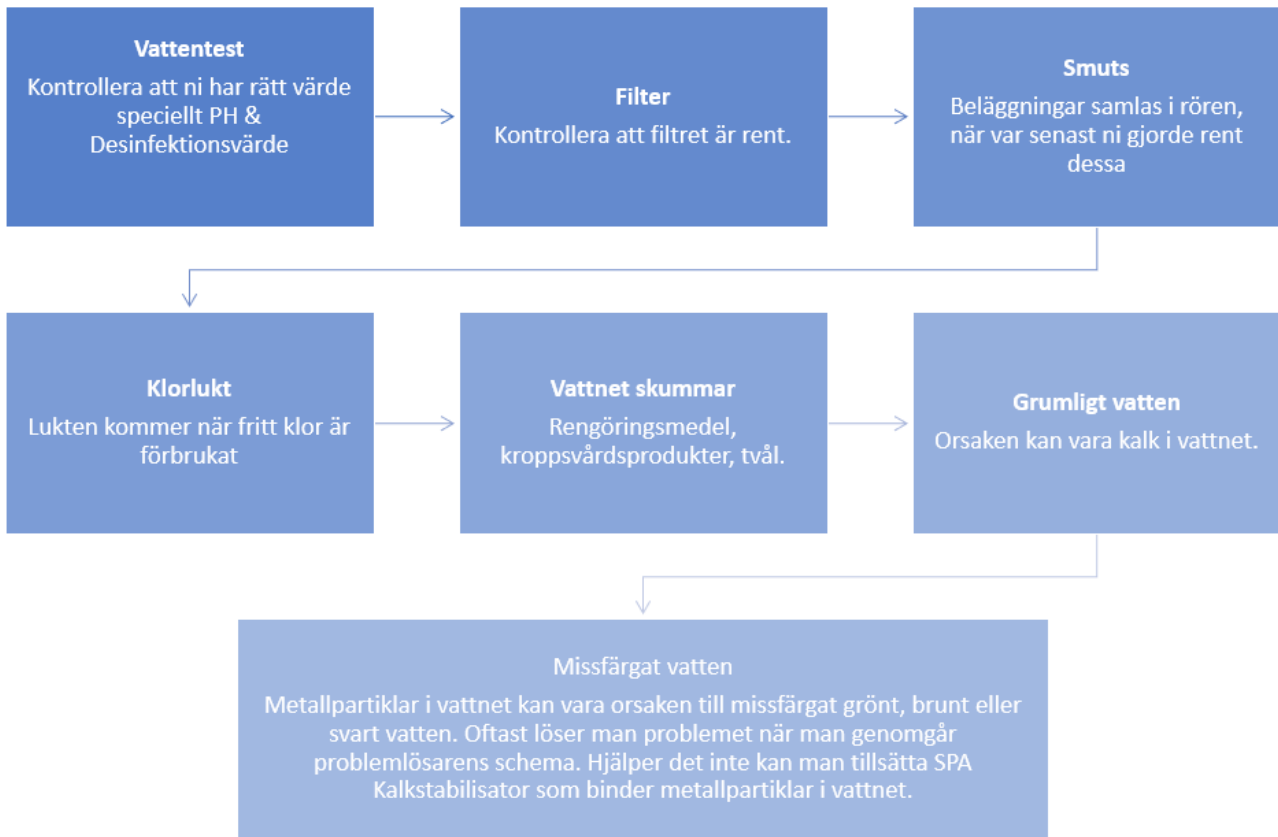 Vattentest
Kontrollera att ni har rätt värde
speciellt PH &
Desinfektionsvärde
Filter
Kontrollera att filtret är rent.
Smuts
Beläggningar samlas i rören,
när var senast ni gjorde rent
dessa
Klorlukt
Lukten kommer när fritt klor är
förbrukat
Vattnet skummar
Rengöringsmedel,
kroppsvårdsprodukter, tvål.
Grumligt vatten
Orsaken kan vara kalk i vattnet.
Missfärgat vatten
Metallpartiklar i vattnet kan vara orsaken till missfärgat grönt, brunt eller
svart vatten. Oftast löser man problemet när man genomgår
problemlösarens schema. Hjälper det inte kan man tillsätta SPA
Kalkstabilisator som binder metallpartiklar i vattnet.